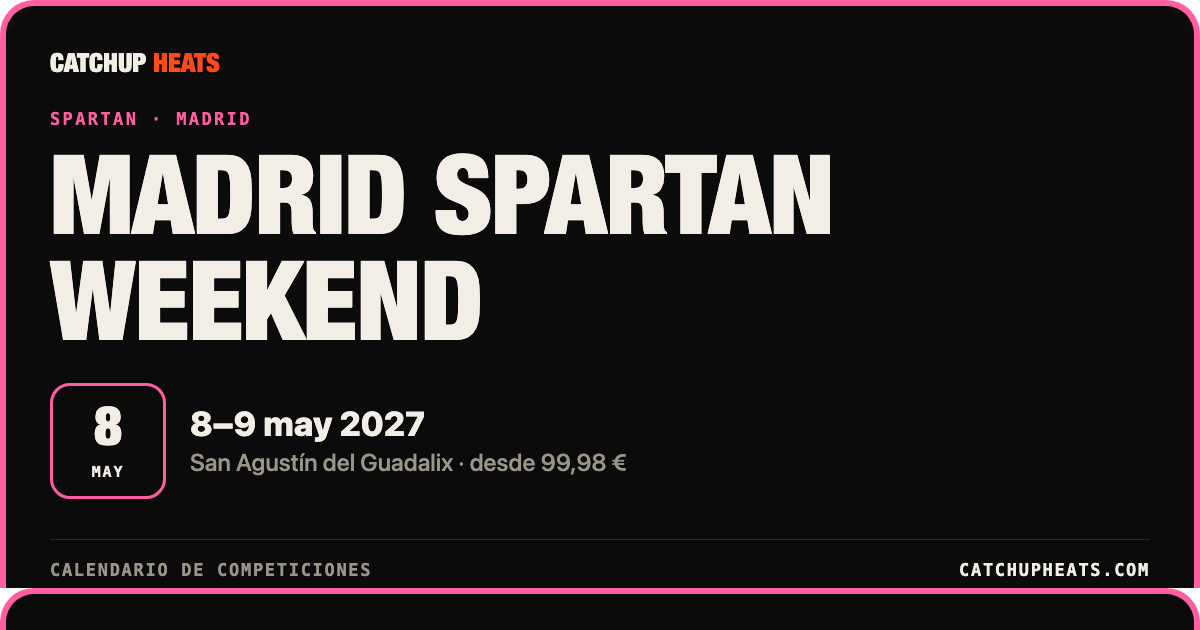 CATCHUP HEATS
SPARTAN · MADRID
MADRID SPARTAN
WEEKEND
8
MAY
8–9 may 2027
San Agustín del Guadalix · desde 99,98 €
CALENDARIO DE COMPETICIONES
CATCHUPHEATS.COM